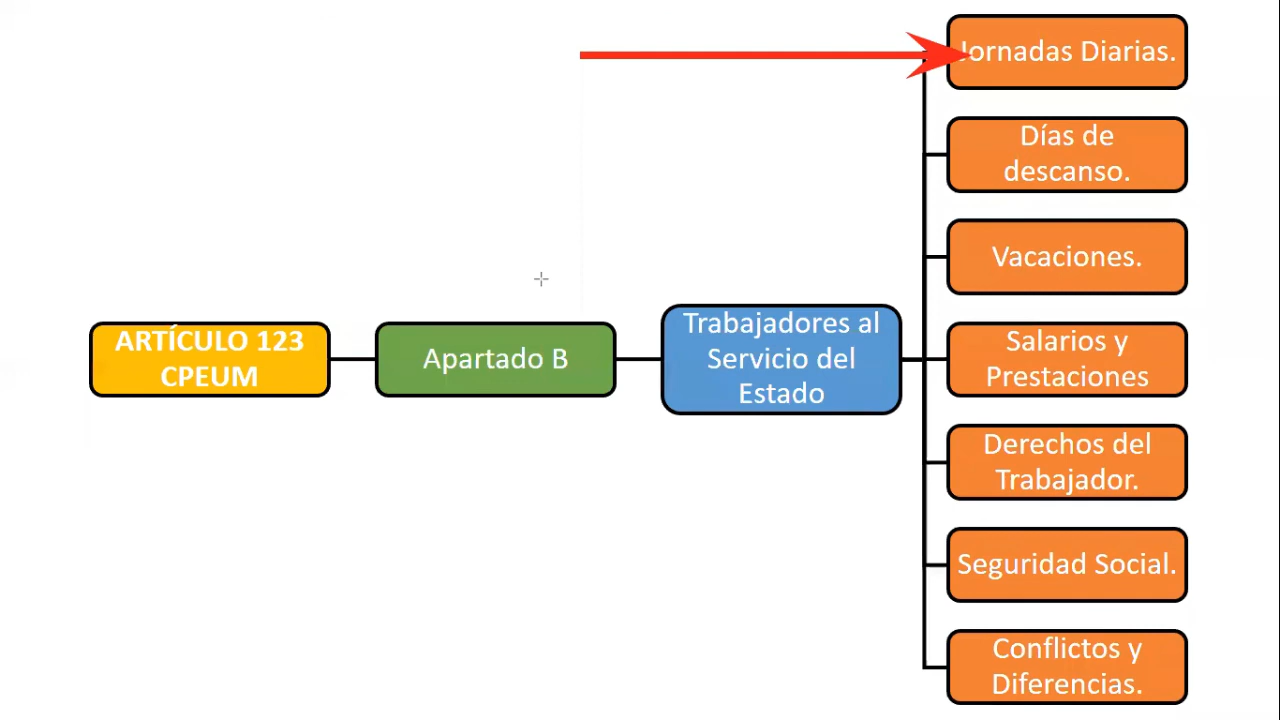 Jornadas Diarias.
Días de
descanso.
Vacaciones.
ARTÍCULO 123
CPEUM
Apartado B
Trabajadores al
Servicio del
Estado
Salarios y
Prestaciones
Derechos del
Trabajador.
Seguridad Social.
Conflictos y
Diferencias.